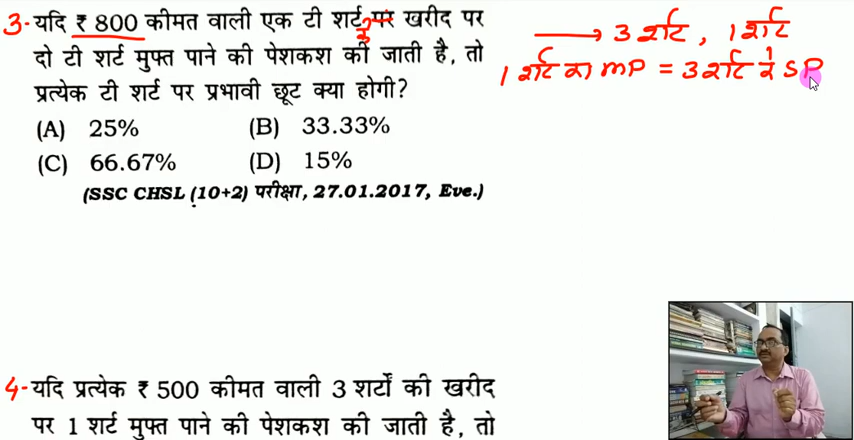 3- यदि ₹ 800 कीमत वाली एक टी शर्ट पर के खरीद पर
दो टी शर्ट मुफ्त पाने की पेशकश की जाती है, तो
प्रत्येक टी शर्ट पर प्रभावी छूट क्या होगी?
(A) 25% (B) 33.33%
(C) 66.67% (D) 15%
(SSC CHSL (10+2) परीक्षा, 27.01.2017, Eve.)
→ 3 शर्ट, 1 शर्ट
1 शर्ट का MP = 3 शर्ट के SP
4- यदि प्रत्येक ₹ 500 कीमत वाली 3 शर्टों की खरीद
पर 1 शर्ट मुफ्त पाने की पेशकश की जाती है, तो